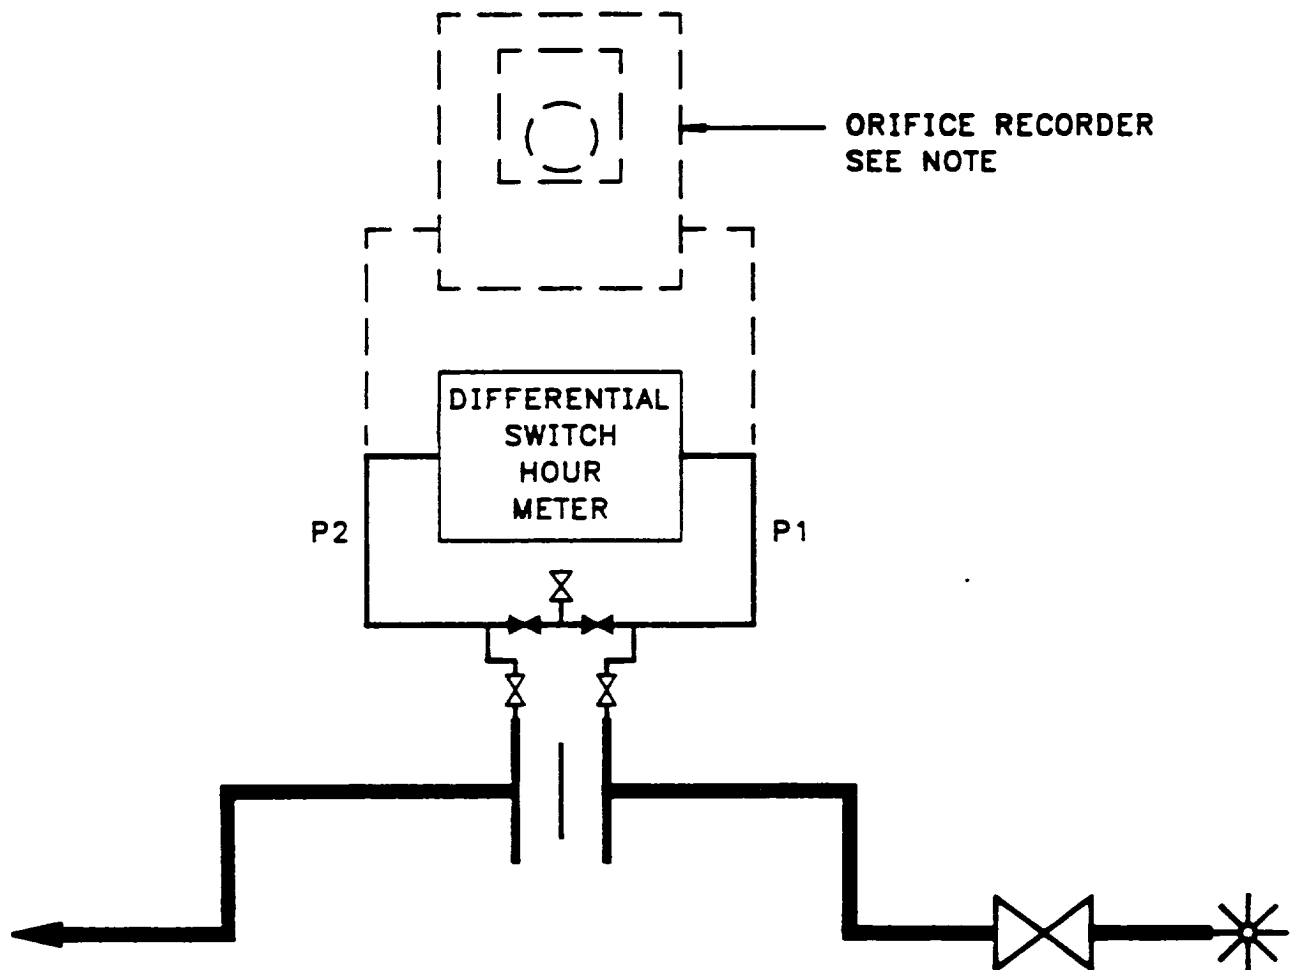 ORIFICE RECORDER
SEE NOTE
DIFFERENTIAL
SWITCH
HOUR
METER
P2
P1